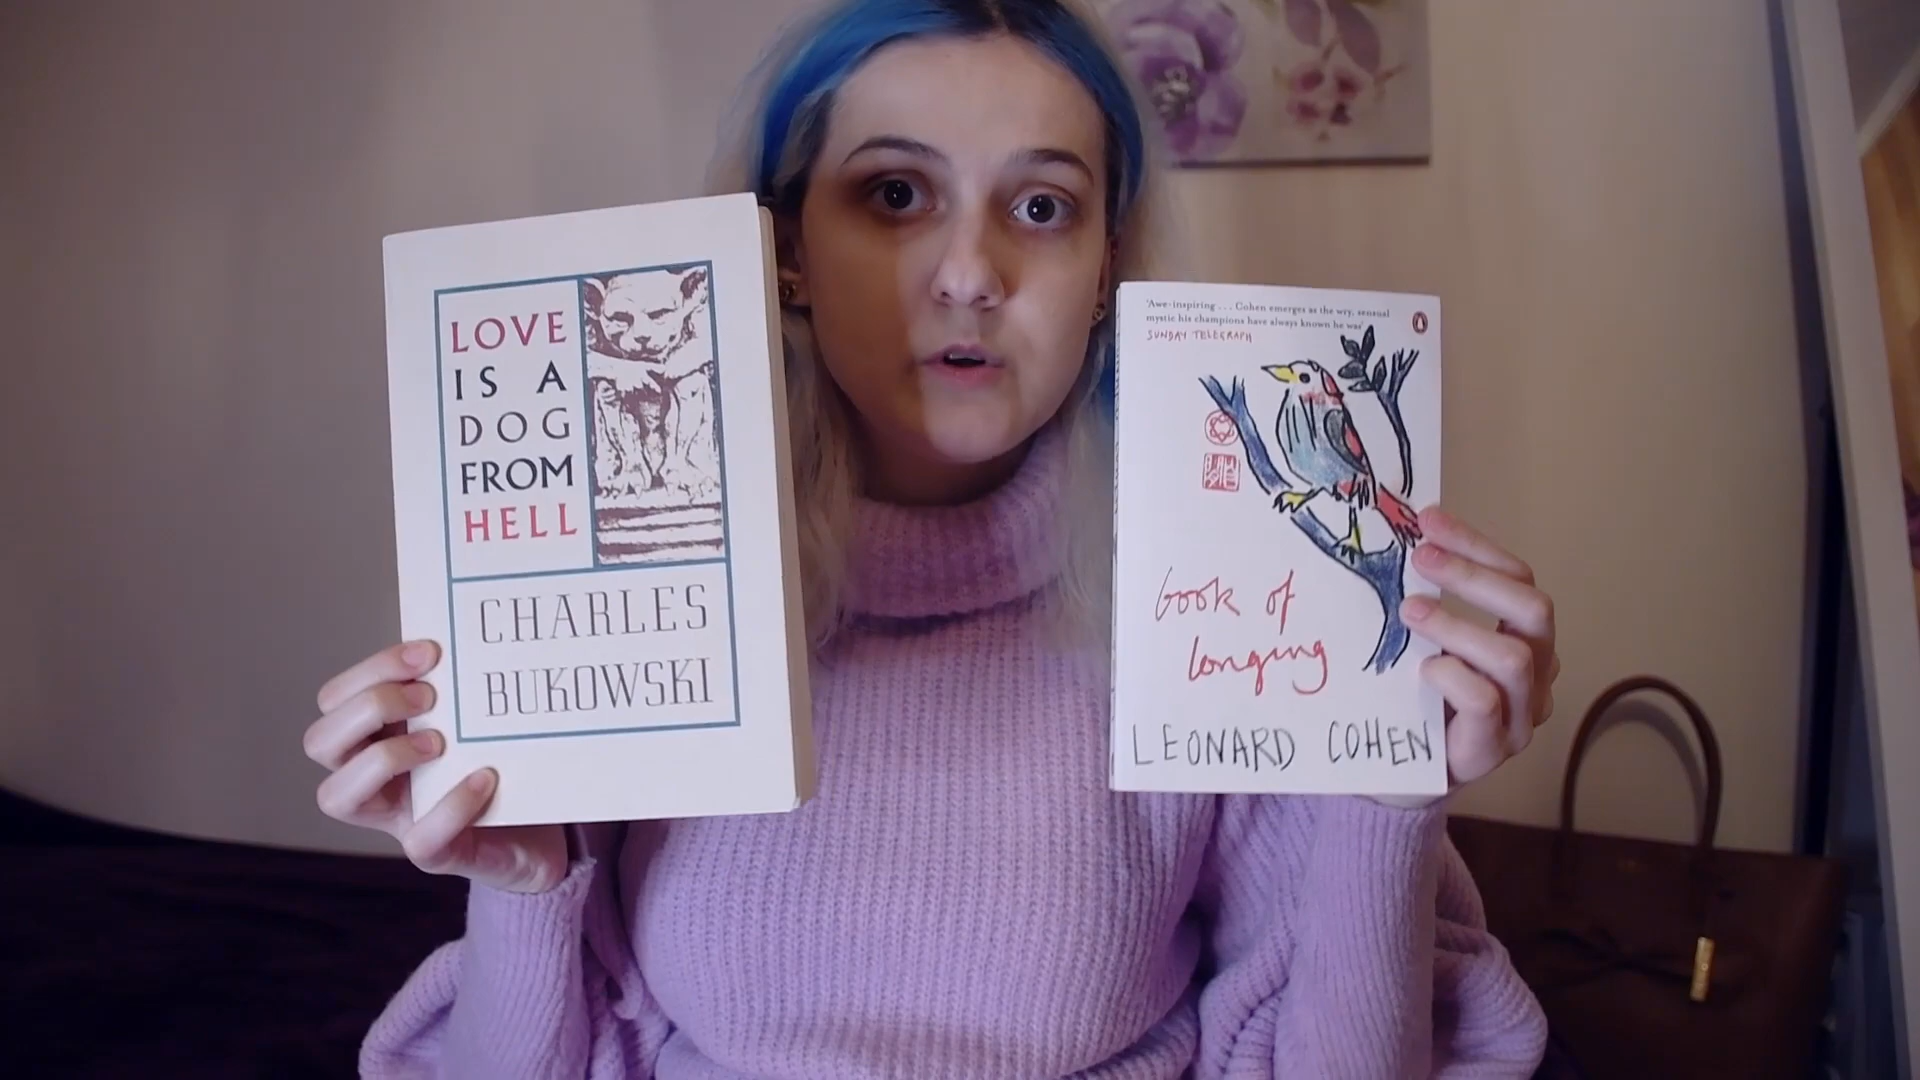 LOVE
IS A
DOG
FROM
HELL
CHARLES
BUKOWSKI
'Awe-inspiring . . . Cohen emerges as the wry, sensual
mystic his champions have always known he was'
SUNDAY TELEGRAPH
book of
longing
LEONARD COHEN